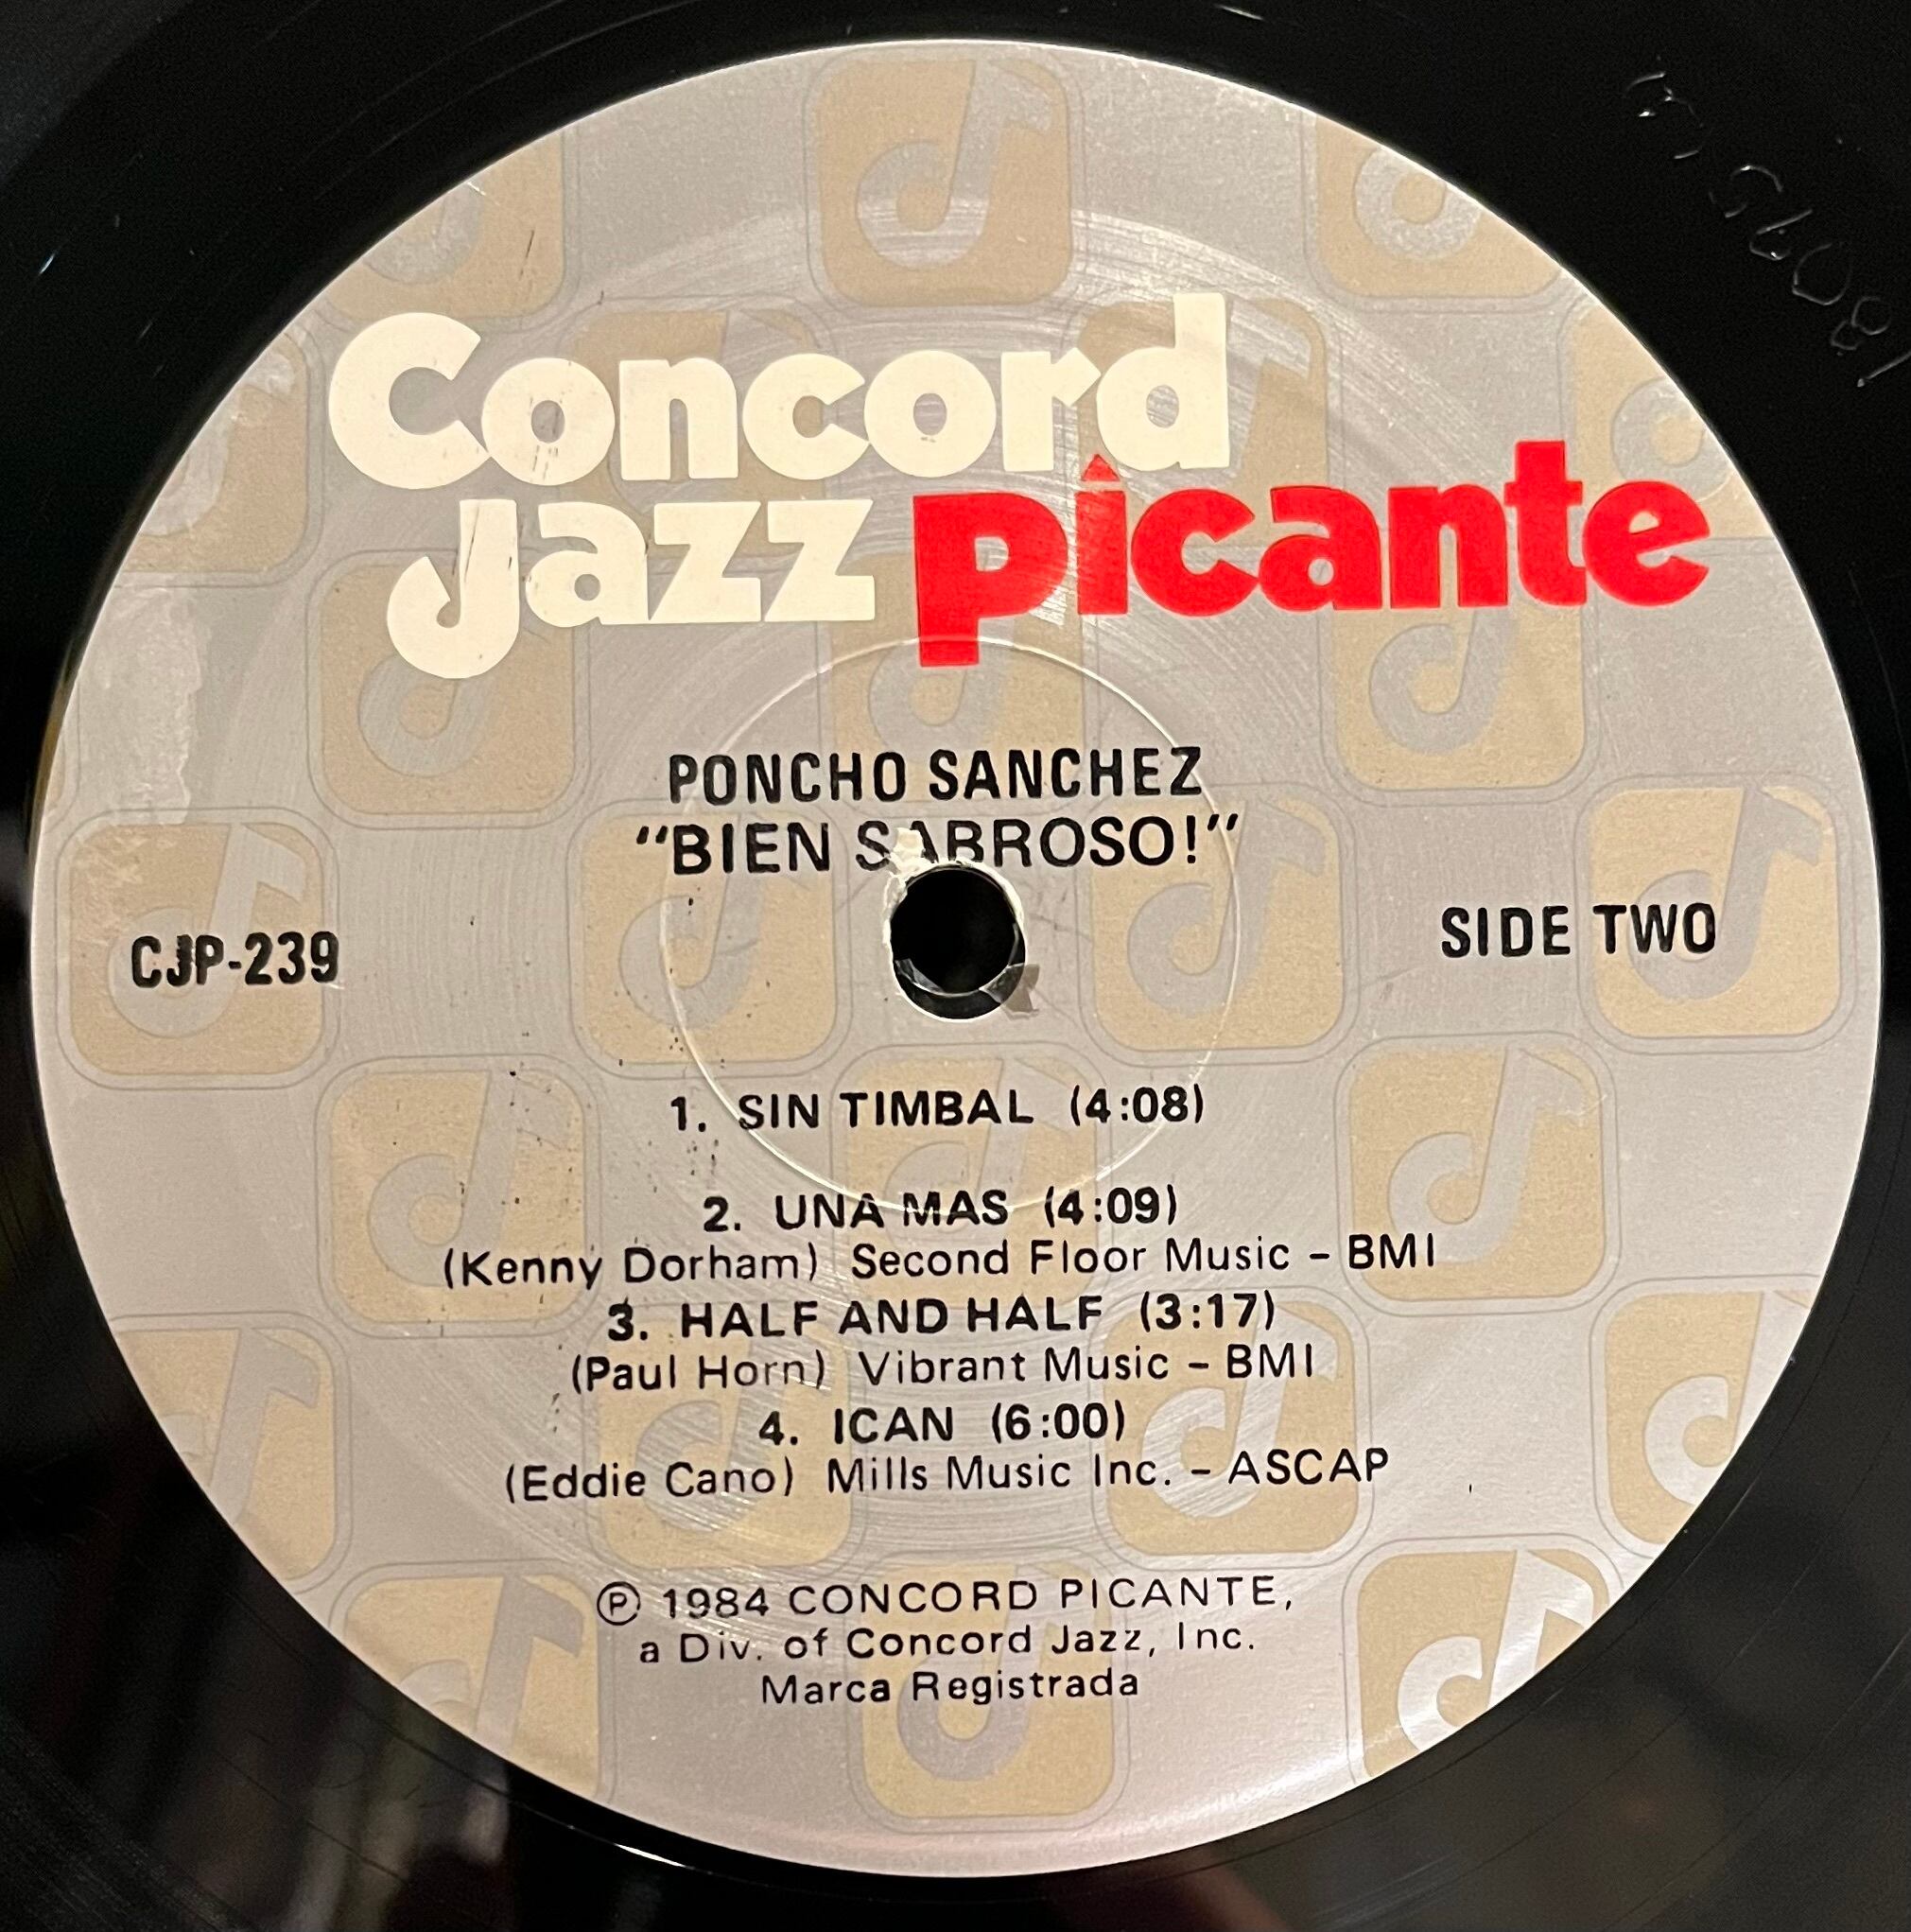 Concord
Jazz Picante
PONCHO SANCHEZ
"BIEN SABROSO!"
CJP-239
SIDE TWO
1. SIN TIMBAL (4:08)
2. UNA MAS (4:09)
(Kenny Dorham) Second Floor Music - BMI
3. HALF AND HALF (3:17)
(Paul Horn) Vibrant Music - BMI
4. ICAN (6:00)
(Eddie Cano) Mills Music Inc. - ASCAP
℗ 1984 CONCORD PICANTE,
a Div. of Concord Jazz, Inc.
Marca Registrada